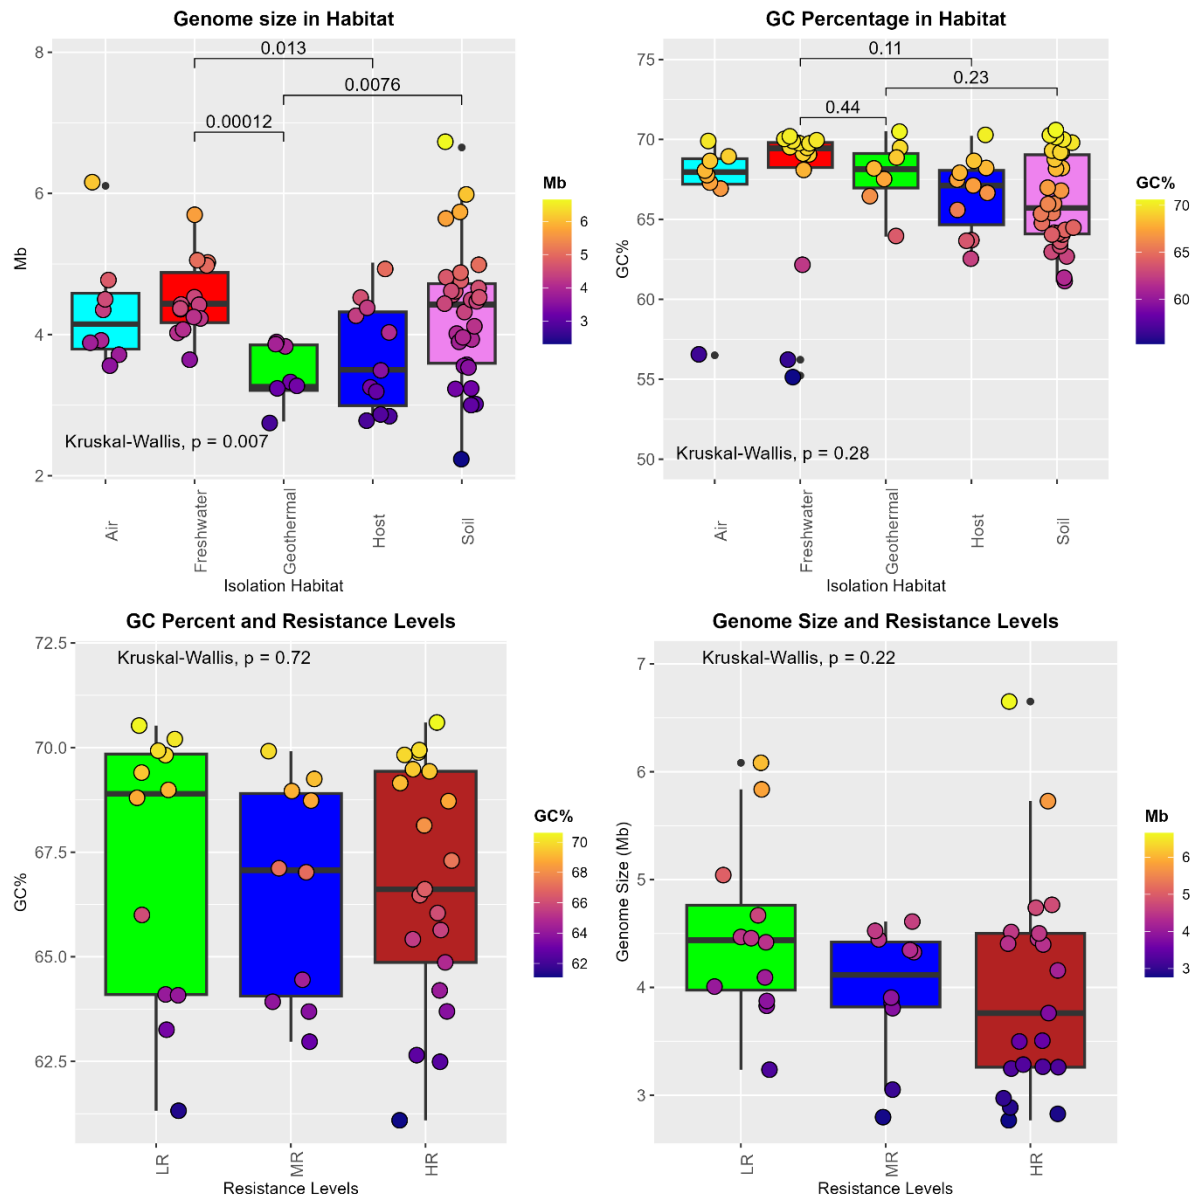 Genome size in Habitat
8
6
4
2
Mb
0.013
0.0076
0.00012
Kruskal-Wallis, p = 0.007
Air
Freshwater
Geothermal
Host
Soil
Isolation Habitat
Mb
6
5
4
3
GC Percentage in Habitat
75
70
65
60
55
50
GC%
0.11
0.23
0.44
Kruskal-Wallis, p = 0.28
Air
Freshwater
Geothermal
Host
Soil
Isolation Habitat
GC%
70
65
60
GC Percent and Resistance Levels
72.5
70.0
67.5
65.0
62.5
GC%
Kruskal-Wallis, p = 0.72
LR
MR
HR
Resistance Levels
GC%
70
68
66
64
62
Genome Size and Resistance Levels
7
6
5
4
3
Genome Size (Mb)
Kruskal-Wallis, p = 0.22
LR
MR
HR
Resistance Levels
Mb
6
5
4
3